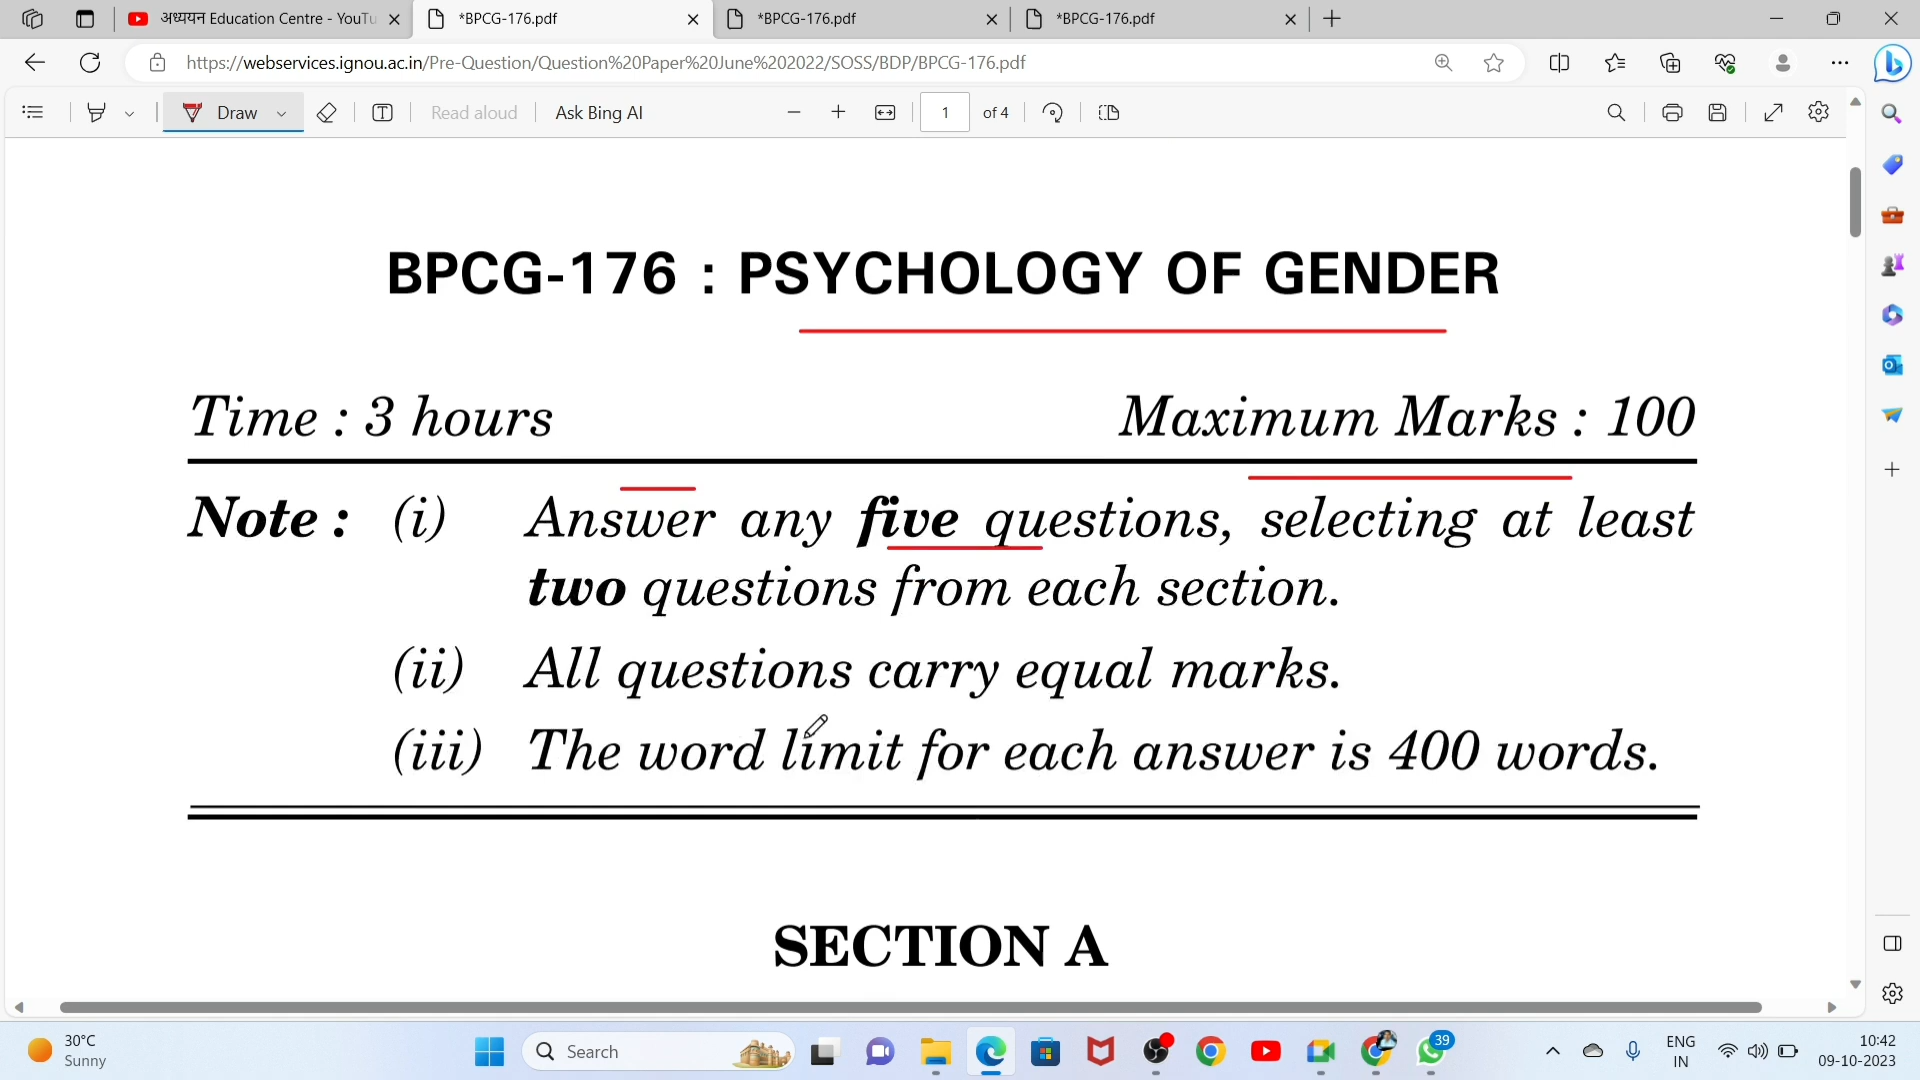 अध्ययन Education Centre - YouTu
*BPCG-176.pdf
*BPCG-176.pdf
*BPCG-176.pdf
https://webservices.ignou.ac.in/Pre-Question/Question%20Paper%20June%202022/SOSS/BDP/BPCG-176.pdf
Draw
Read aloud
Ask Bing AI
1 of 4
BPCG-176 : PSYCHOLOGY OF GENDER
Time : 3 hours
Maximum Marks : 100
Note : (i) Answer any five questions, selecting at least
two questions from each section.
(ii) All questions carry equal marks.
(iii) The word limit for each answer is 400 words.
SECTION A
30°C
Sunny
Search
39
ENG
IN
10:42
09-10-2023